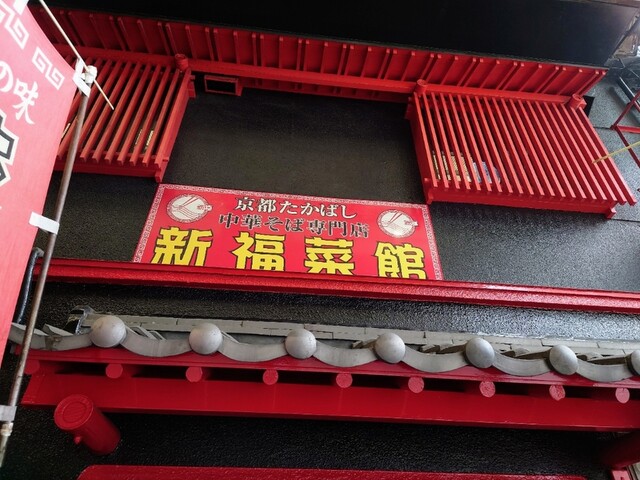 京都たかばし
中華そば専門店
新福菜館
の味